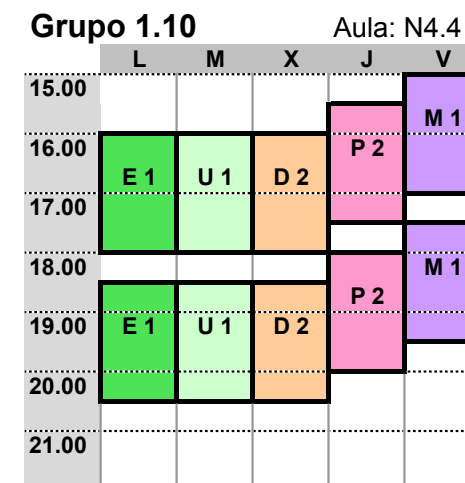 Grupo 1.10 Aula: N4.4
L M X J V
15.00
M 1
16.00 P 2
E 1 U 1 D 2
17.00
18.00 M 1
P 2
19.00 E 1 U 1 D 2
20.00
21.00